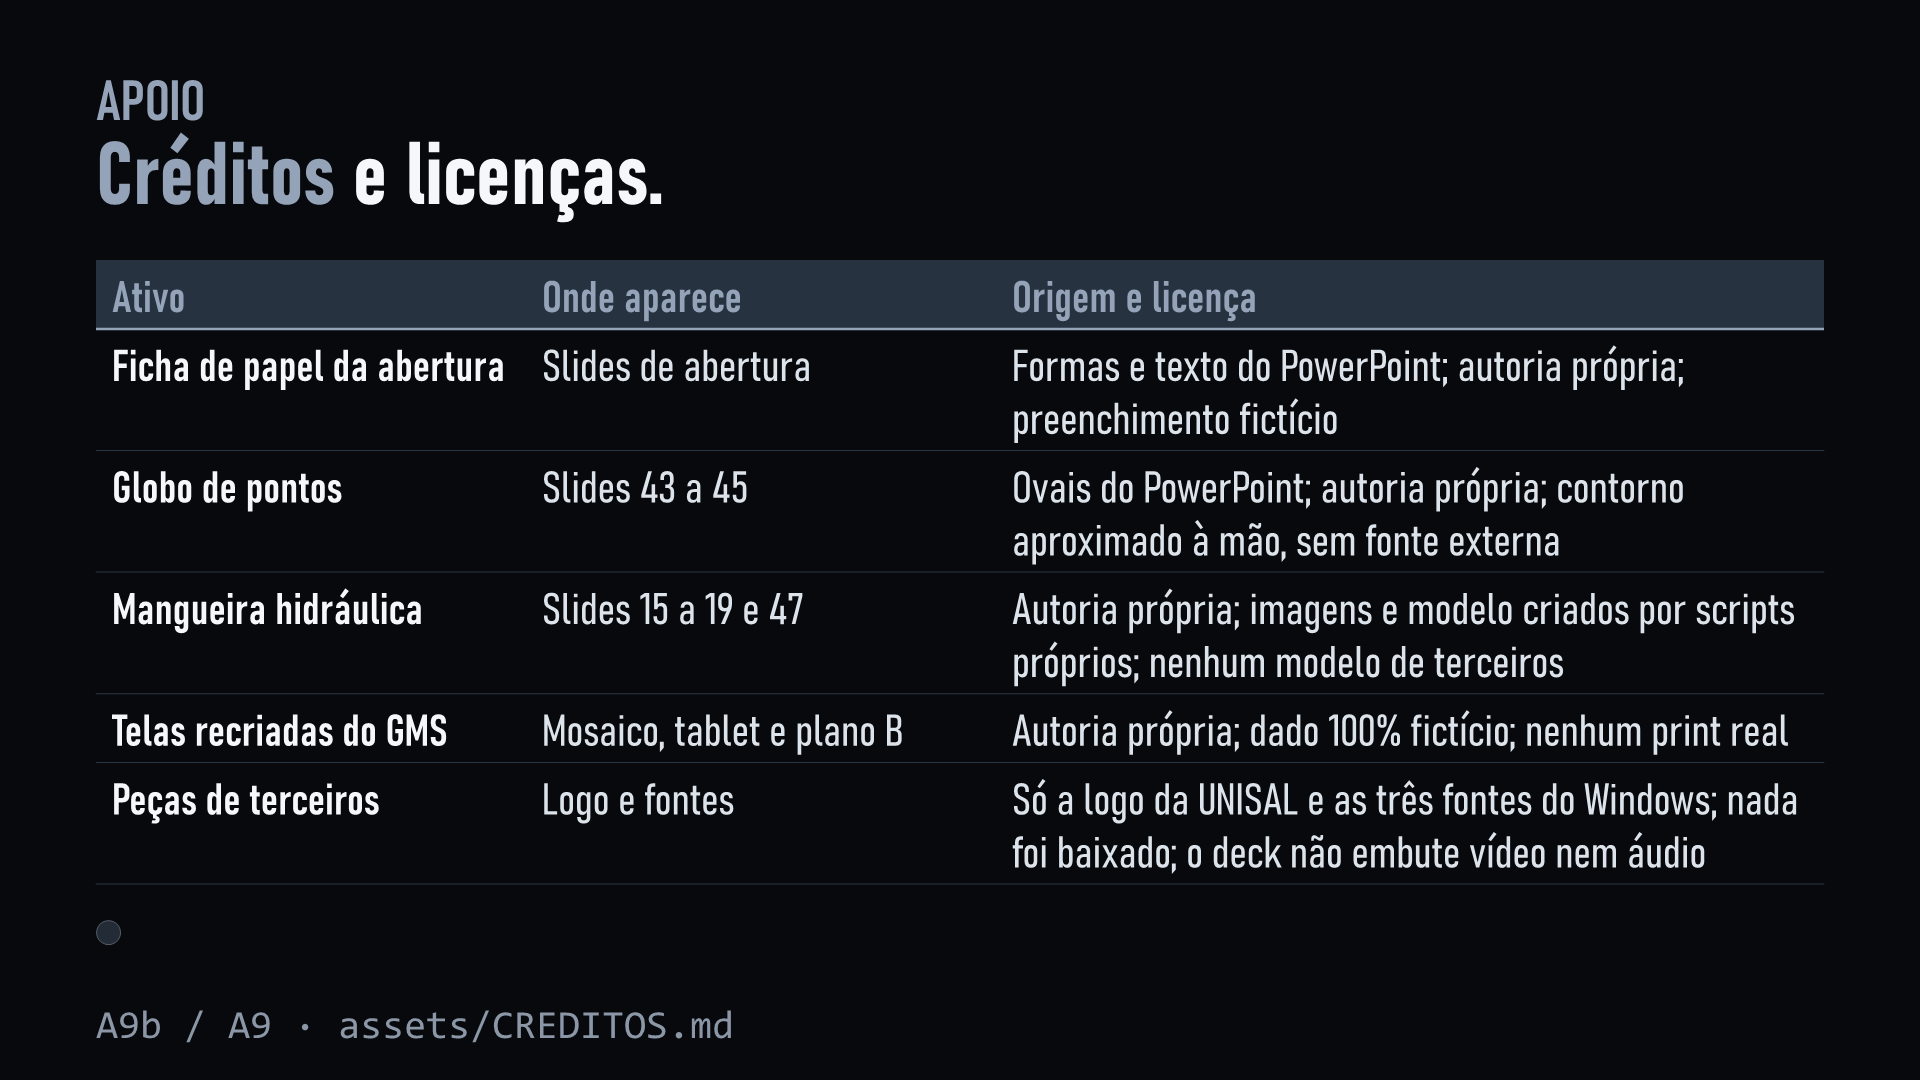 APOIO
Créditos e licenças.
Ativo Onde aparece Origem e licença
Ficha de papel da abertura Slides de abertura Formas e texto do PowerPoint; autoria própria;
preenchimento fictício
Globo de pontos Slides 43 a 45 Ovais do PowerPoint; autoria própria; contorno
aproximado à mão, sem fonte externa
Mangueira hidráulica Slides 15 a 19 e 47 Autoria própria; imagens e modelo criados por scripts
próprios; nenhum modelo de terceiros
Telas recriadas do GMS Mosaico, tablet e plano B Autoria própria; dado 100% fictício; nenhum print real
Peças de terceiros Logo e fontes Só a logo da UNISAL e as três fontes do Windows; nada
foi baixado; o deck não embute vídeo nem áudio
A9b / A9 · assets/CREDITOS.md